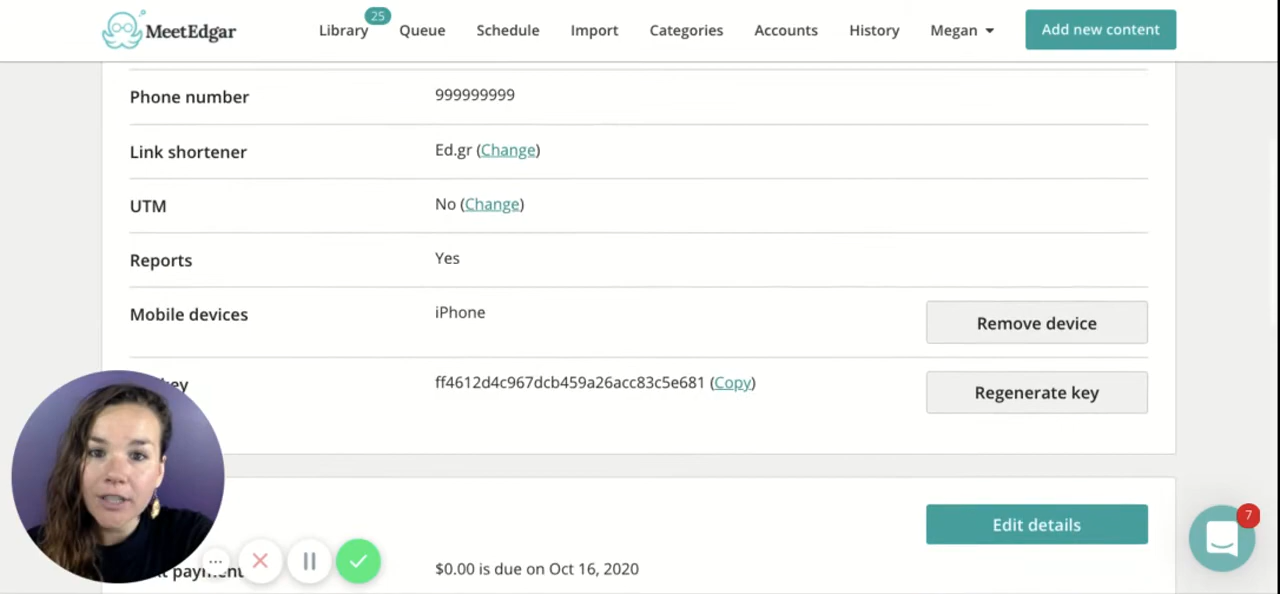 MeetEdgar Library 25 Queue Schedule Import Categories Accounts History Megan Add new content
Phone number 999999999
Link shortener Ed.gr (Change)
UTM No (Change)
Reports Yes
Mobile devices iPhone Remove device
key ff4612d4c967dcb459a26acc83c5e681 (Copy) Regenerate key
Edit details
7
payment $0.00 is due on Oct 16, 2020